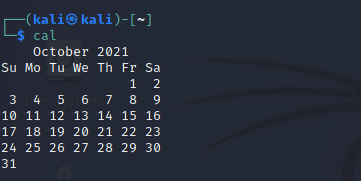 ┌──(kali㉿kali)-[~]
└─$ cal
    October 2021
Su Mo Tu We Th Fr Sa
                1  2
 3  4  5  6  7  8  9
10 11 12 13 14 15 16
17 18 19 20 21 22 23
24 25 26 27 28 29 30
31